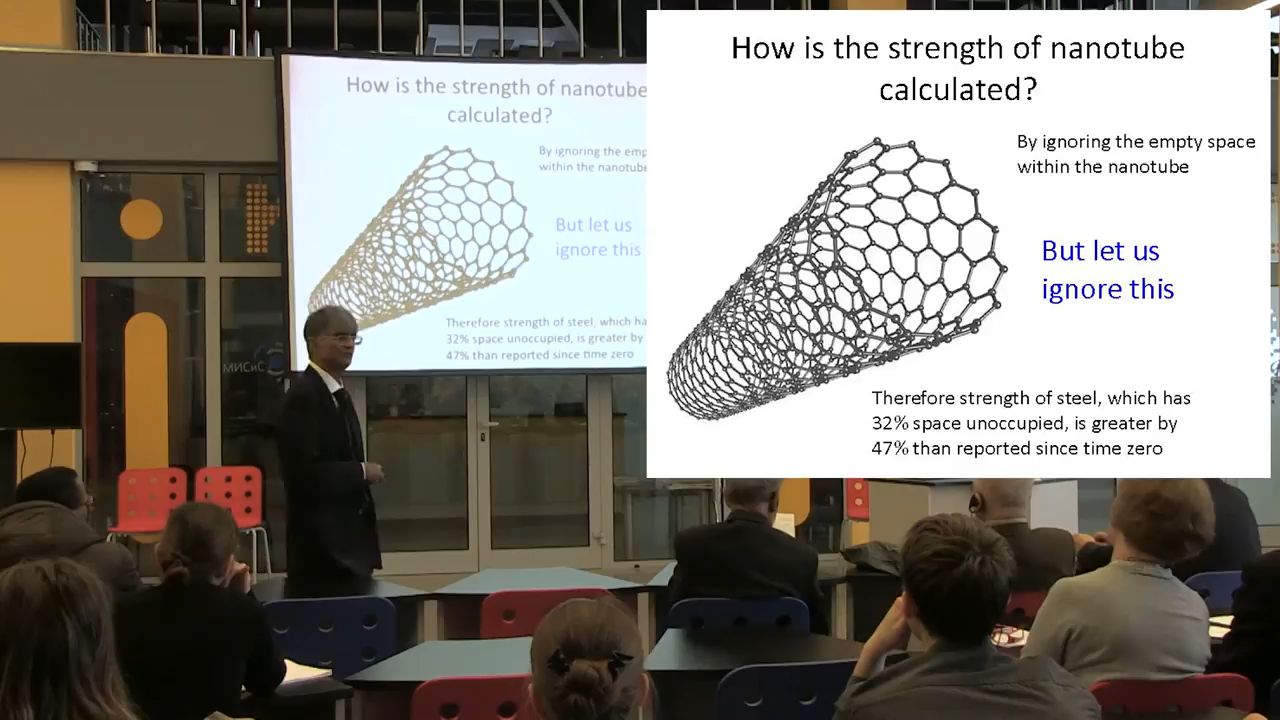 How is the strength of nanotube
calculated?
By ignoring the emp
within the nanotube
But let us
ignore this
Therefore strength of steel, which ha
32% space unoccupied, is greater by
47% than reported since time zero
МИСиС
How is the strength of nanotube
calculated?
By ignoring the empty space
within the nanotube
But let us
ignore this
Therefore strength of steel, which has
32% space unoccupied, is greater by
47% than reported since time zero